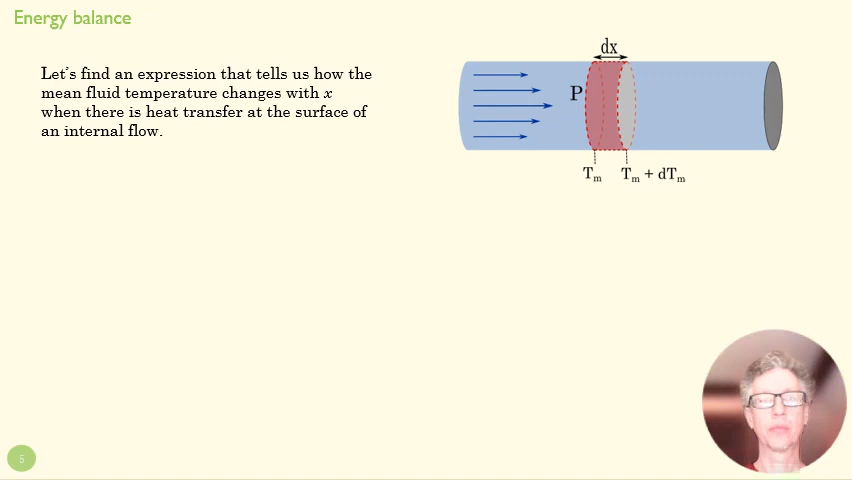 Energy balance
Let's find an expression that tells us how the
mean fluid temperature changes with x
when there is heat transfer at the surface of
an internal flow.
dx
P
Tₘ
Tₘ + dTₘ
5